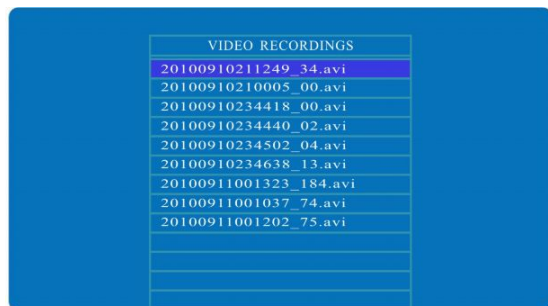 VIDEO RECORDINGS
20100910211249_34.avi
20100910210005_00.avi
20100910234418_00.avi
20100910234440_02.avi
20100910234502_04.avi
20100910234638_13.avi
20100911001323_184.avi
20100911001037_74.avi
20100911001202_75.avi